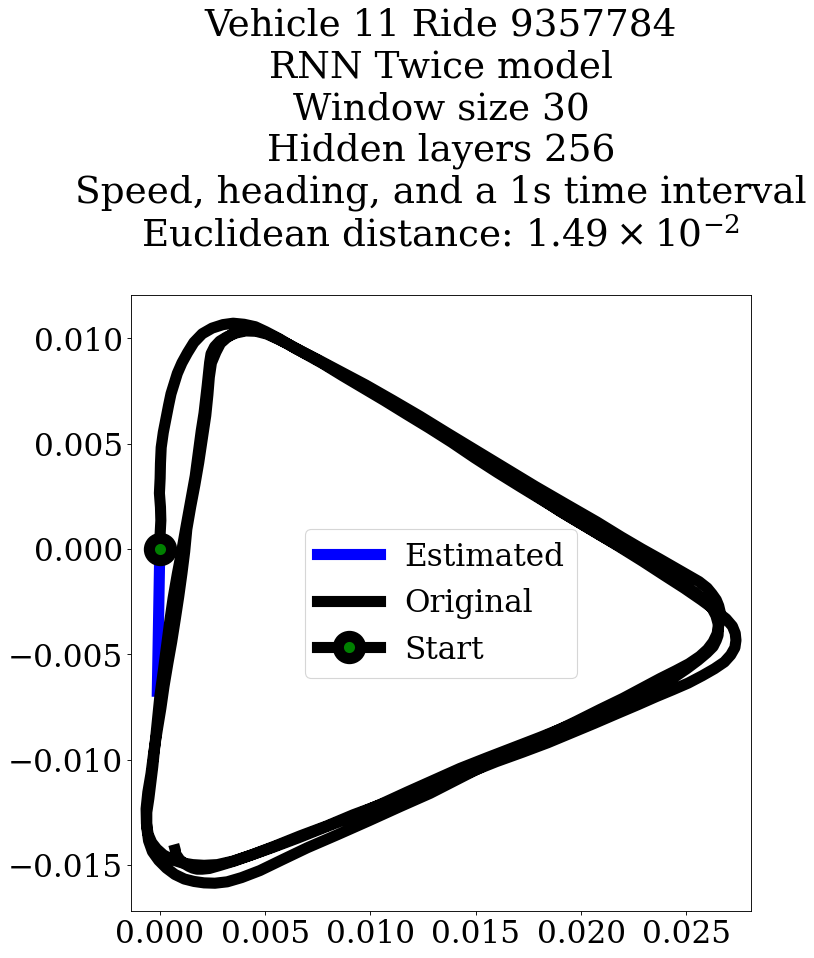 Vehicle 11 Ride 9357784
RNN Twice model
Window size 30
Hidden layers 256
Speed, heading, and a 1s time interval
Euclidean distance: 1.49 × 10⁻²
0.010
0.005
0.000
−0.005
−0.010
−0.015
Estimated
Original
Start
0.000 0.005 0.010 0.015 0.020 0.025